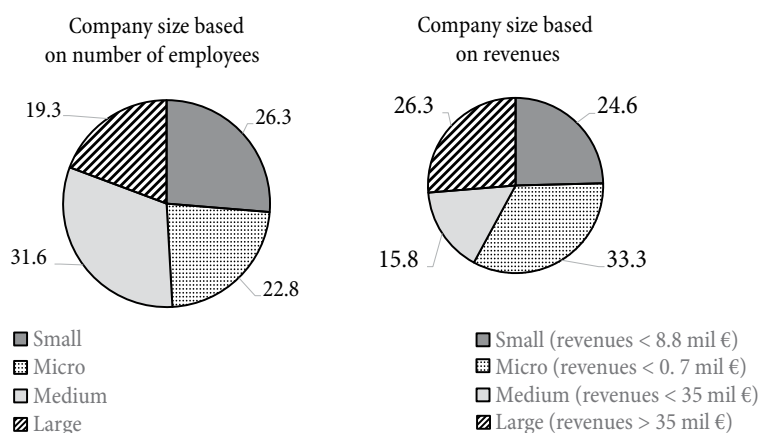 Company size based
on number of employees
19.3
26.3
31.6
22.8
Small
Micro
Medium
Large
Company size based
on revenues
26.3
24.6
15.8
33.3
Small (revenues < 8.8 mil €)
Micro (revenues < 0. 7 mil €)
Medium (revenues < 35 mil €)
Large (revenues > 35 mil €)